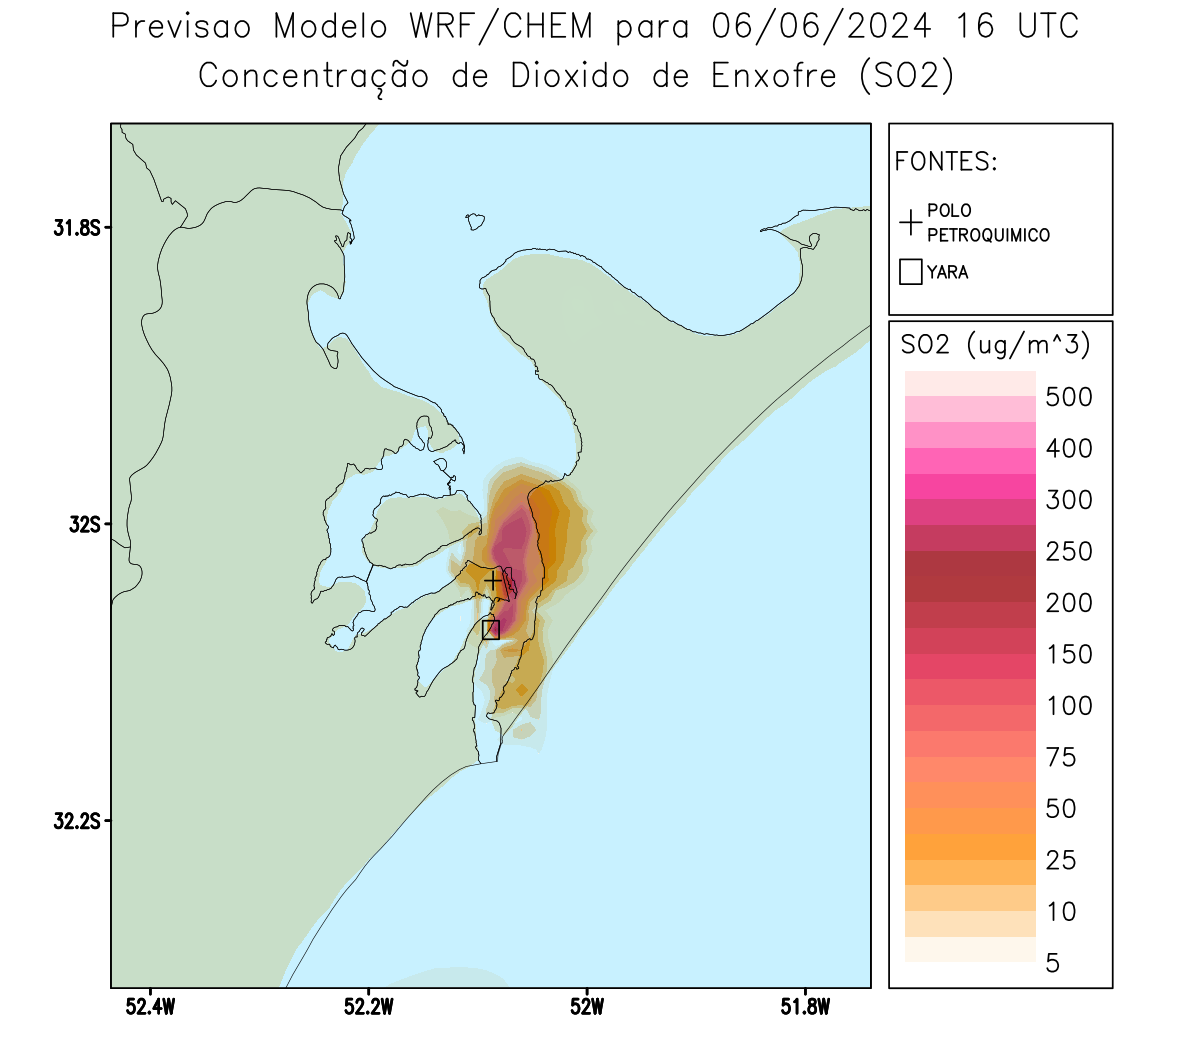 Previsao Modelo WRF/CHEM para 06/06/2024 16 UTC
Concentração de Dioxido de Enxofre (SO2)
FONTES:
POLO
PETROQUIMICO
YARA
SO2 (ug/m^3)
500
400
300
250
200
150
100
75
50
25
10
5
31.8S
32S
32.2S
52.4W
52.2W
52W
51.8W